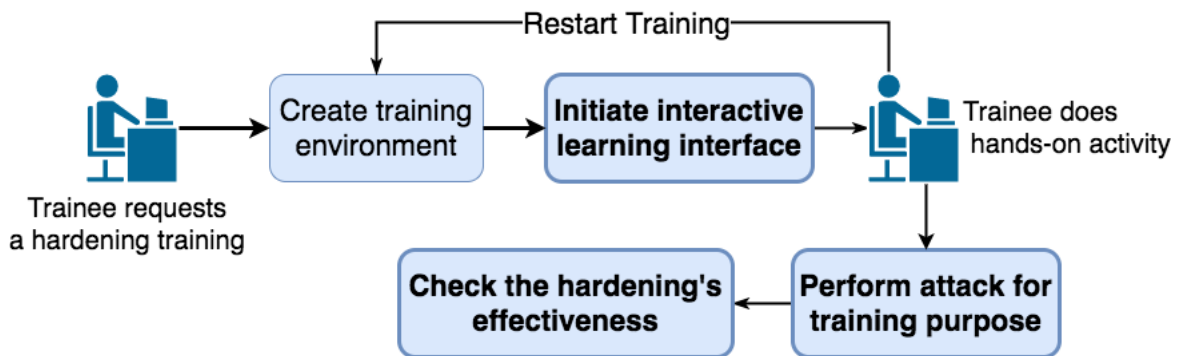 Restart Training
Create training
environment
Initiate interactive
learning interface
Trainee does
hands-on activity
Trainee requests
a hardening training
Check the hardening's
effectiveness
Perform attack for
training purpose